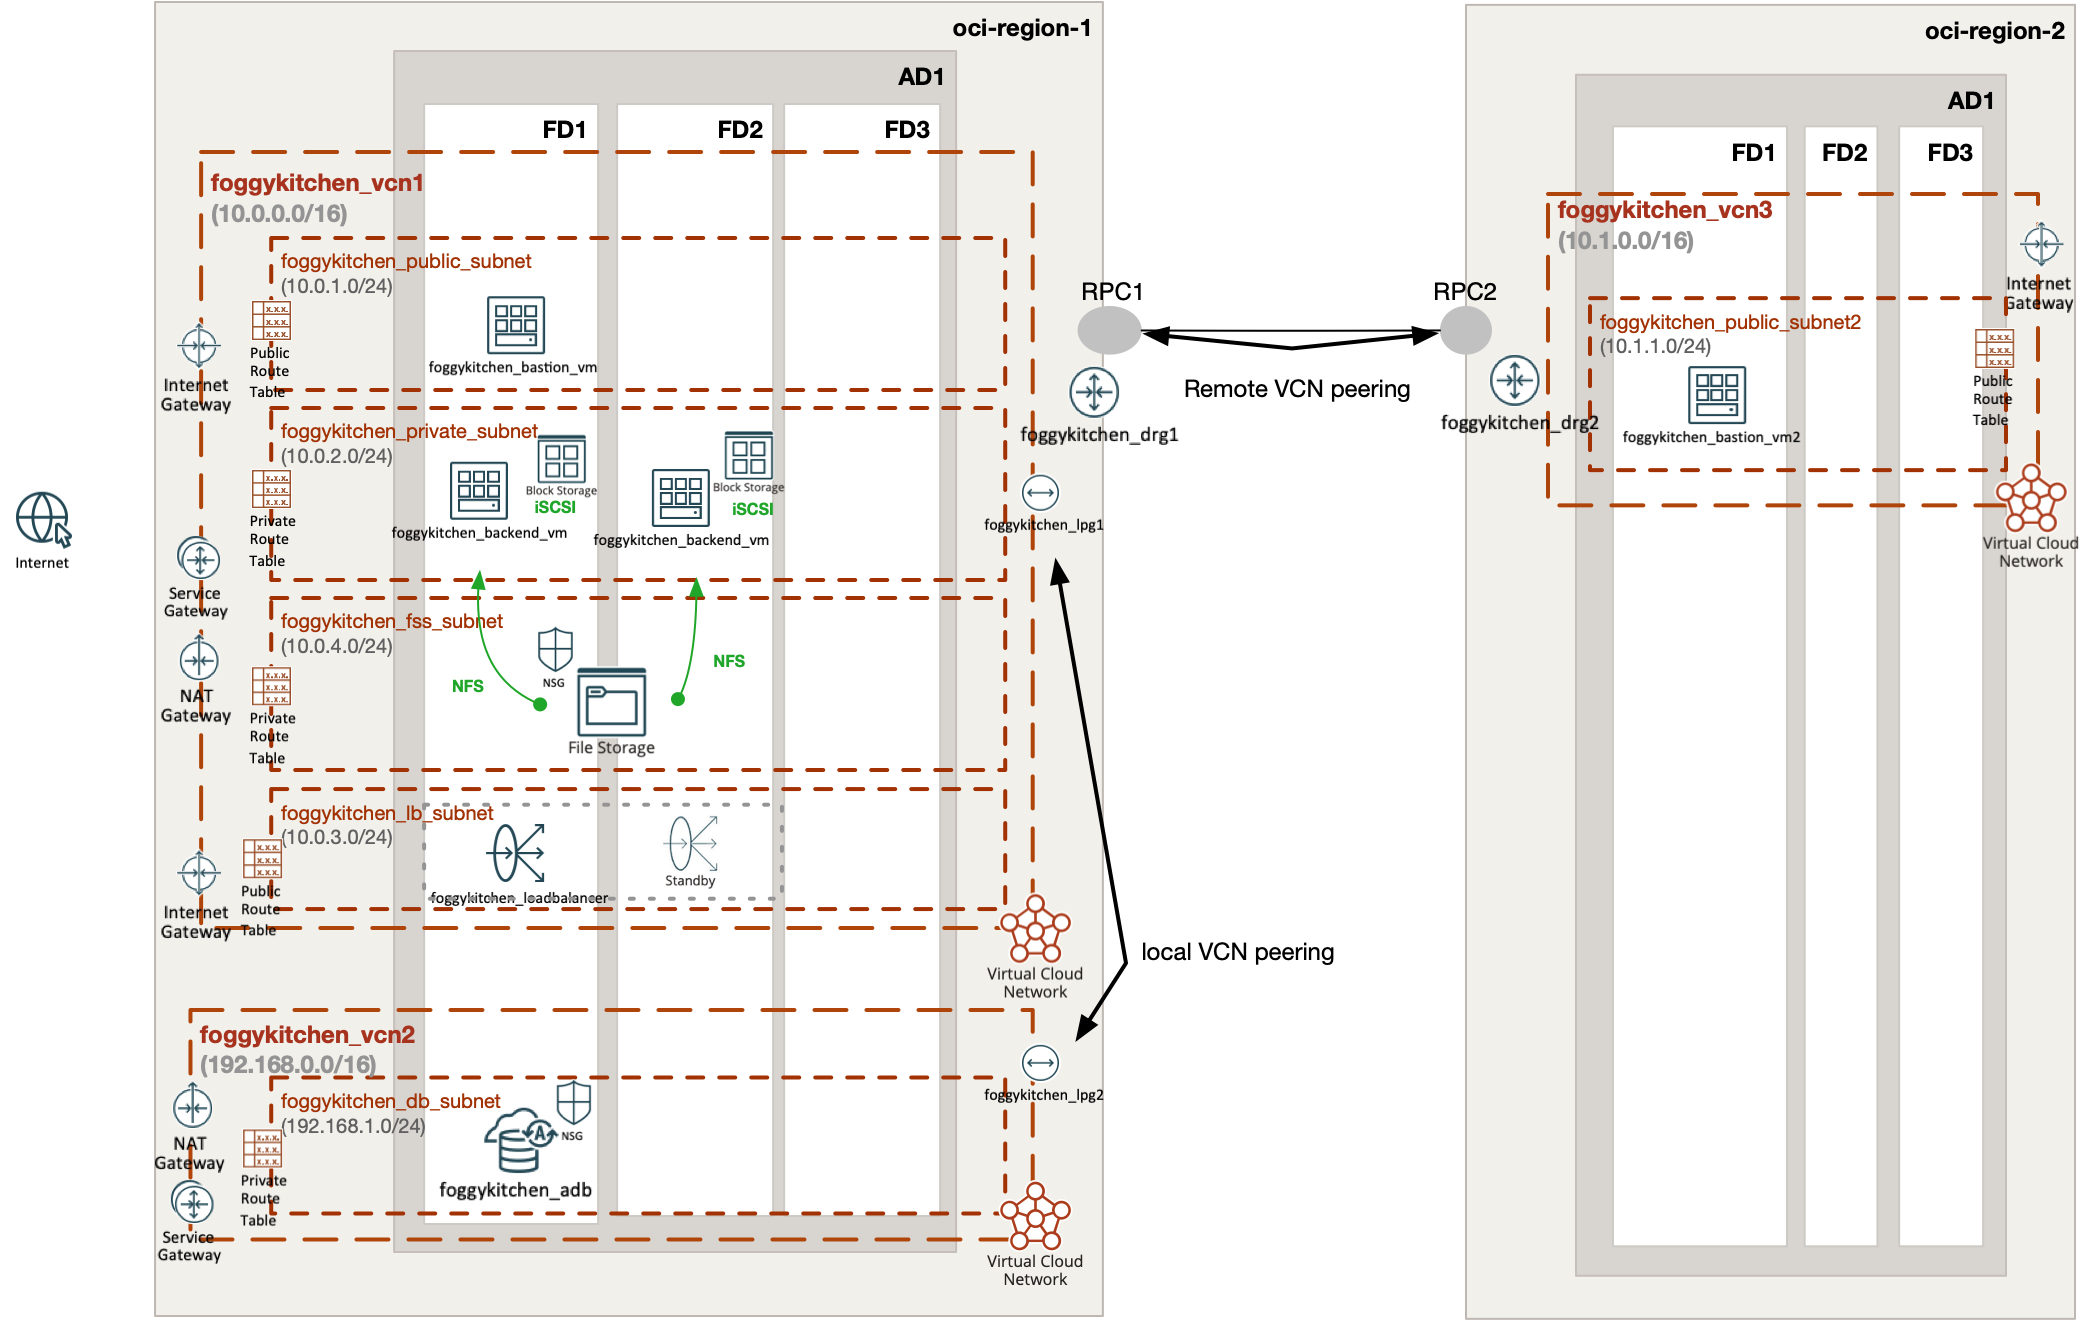 oci-region-1
AD1
FD1
FD2
FD3
foggykitchen_vcn1
(10.0.0.0/16)
foggykitchen_public_subnet
(10.0.1.0/24)
Public
Route
Table
Internet
Gateway
foggykitchen_bastion_vm
foggykitchen_private_subnet
(10.0.2.0/24)
Private
Route
Table
Block Storage
iSCSI
foggykitchen_backend_vm
Block Storage
iSCSI
foggykitchen_backend_vm
Internet
Service
Gateway
foggykitchen_fss_subnet
(10.0.4.0/24)
NAT
Gateway
Private
Route
Table
NFS
NSG
NFS
File Storage
foggykitchen_lb_subnet
(10.0.3.0/24)
Public
Route
Table
Internet
Gateway
foggykitchen_loadbalancer
Standby
Virtual Cloud
Network
foggykitchen_vcn2
(192.168.0.0/16)
foggykitchen_db_subnet
(192.168.1.0/24)
NAT
Gateway
Private
Route
Table
Service
Gateway
A
NSG
foggykitchen_adb
foggykitchen_lpg2
Virtual Cloud
Network
RPC1
foggykitchen_drg1
foggykitchen_lpg1
Remote VCN peering
local VCN peering
RPC2
foggykitchen_drg2
oci-region-2
AD1
FD1
FD2
FD3
foggykitchen_vcn3
(10.1.0.0/16)
Internet
Gateway
foggykitchen_public_subnet2
(10.1.1.0/24)
Public
Route
Table
foggykitchen_bastion_vm2
Virtual Cloud
Network